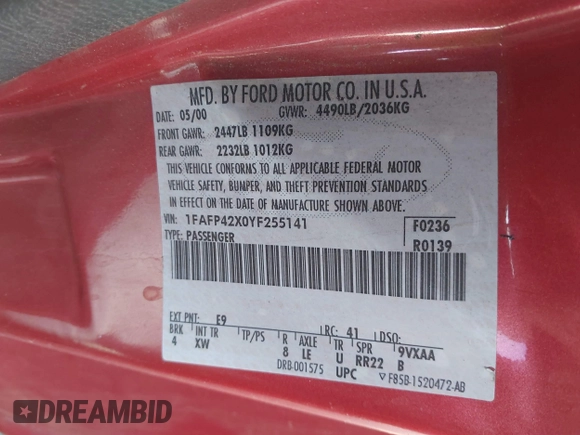 MFD. BY FORD MOTOR CO. IN U.S.A.
DATE: 05/00 GVWR: 4490LB/2036KG
FRONT GAWR: 2447LB 1109KG
REAR GAWR: 2232LB 1012KG
THIS VEHICLE CONFORMS TO ALL APPLICABLE FEDERAL MOTOR
VEHICLE SAFETY, BUMPER, AND THEFT PREVENTION STANDARDS
IN EFFECT ON THE DATE OF MANUFACTURE SHOWN ABOVE.
VIN: 1FAFP42X0YF255141 F0236
TYPE: PASSENGER R0139
EXT PNT: E9 RC: 41 DSO:
BRK INT TR TP/PS R AXLE TR SPR 9VXAA
4 XW 8 LE U RR22 B
DRB-001575 UPC ▽ F85B-1520472-AB
DREAMBID